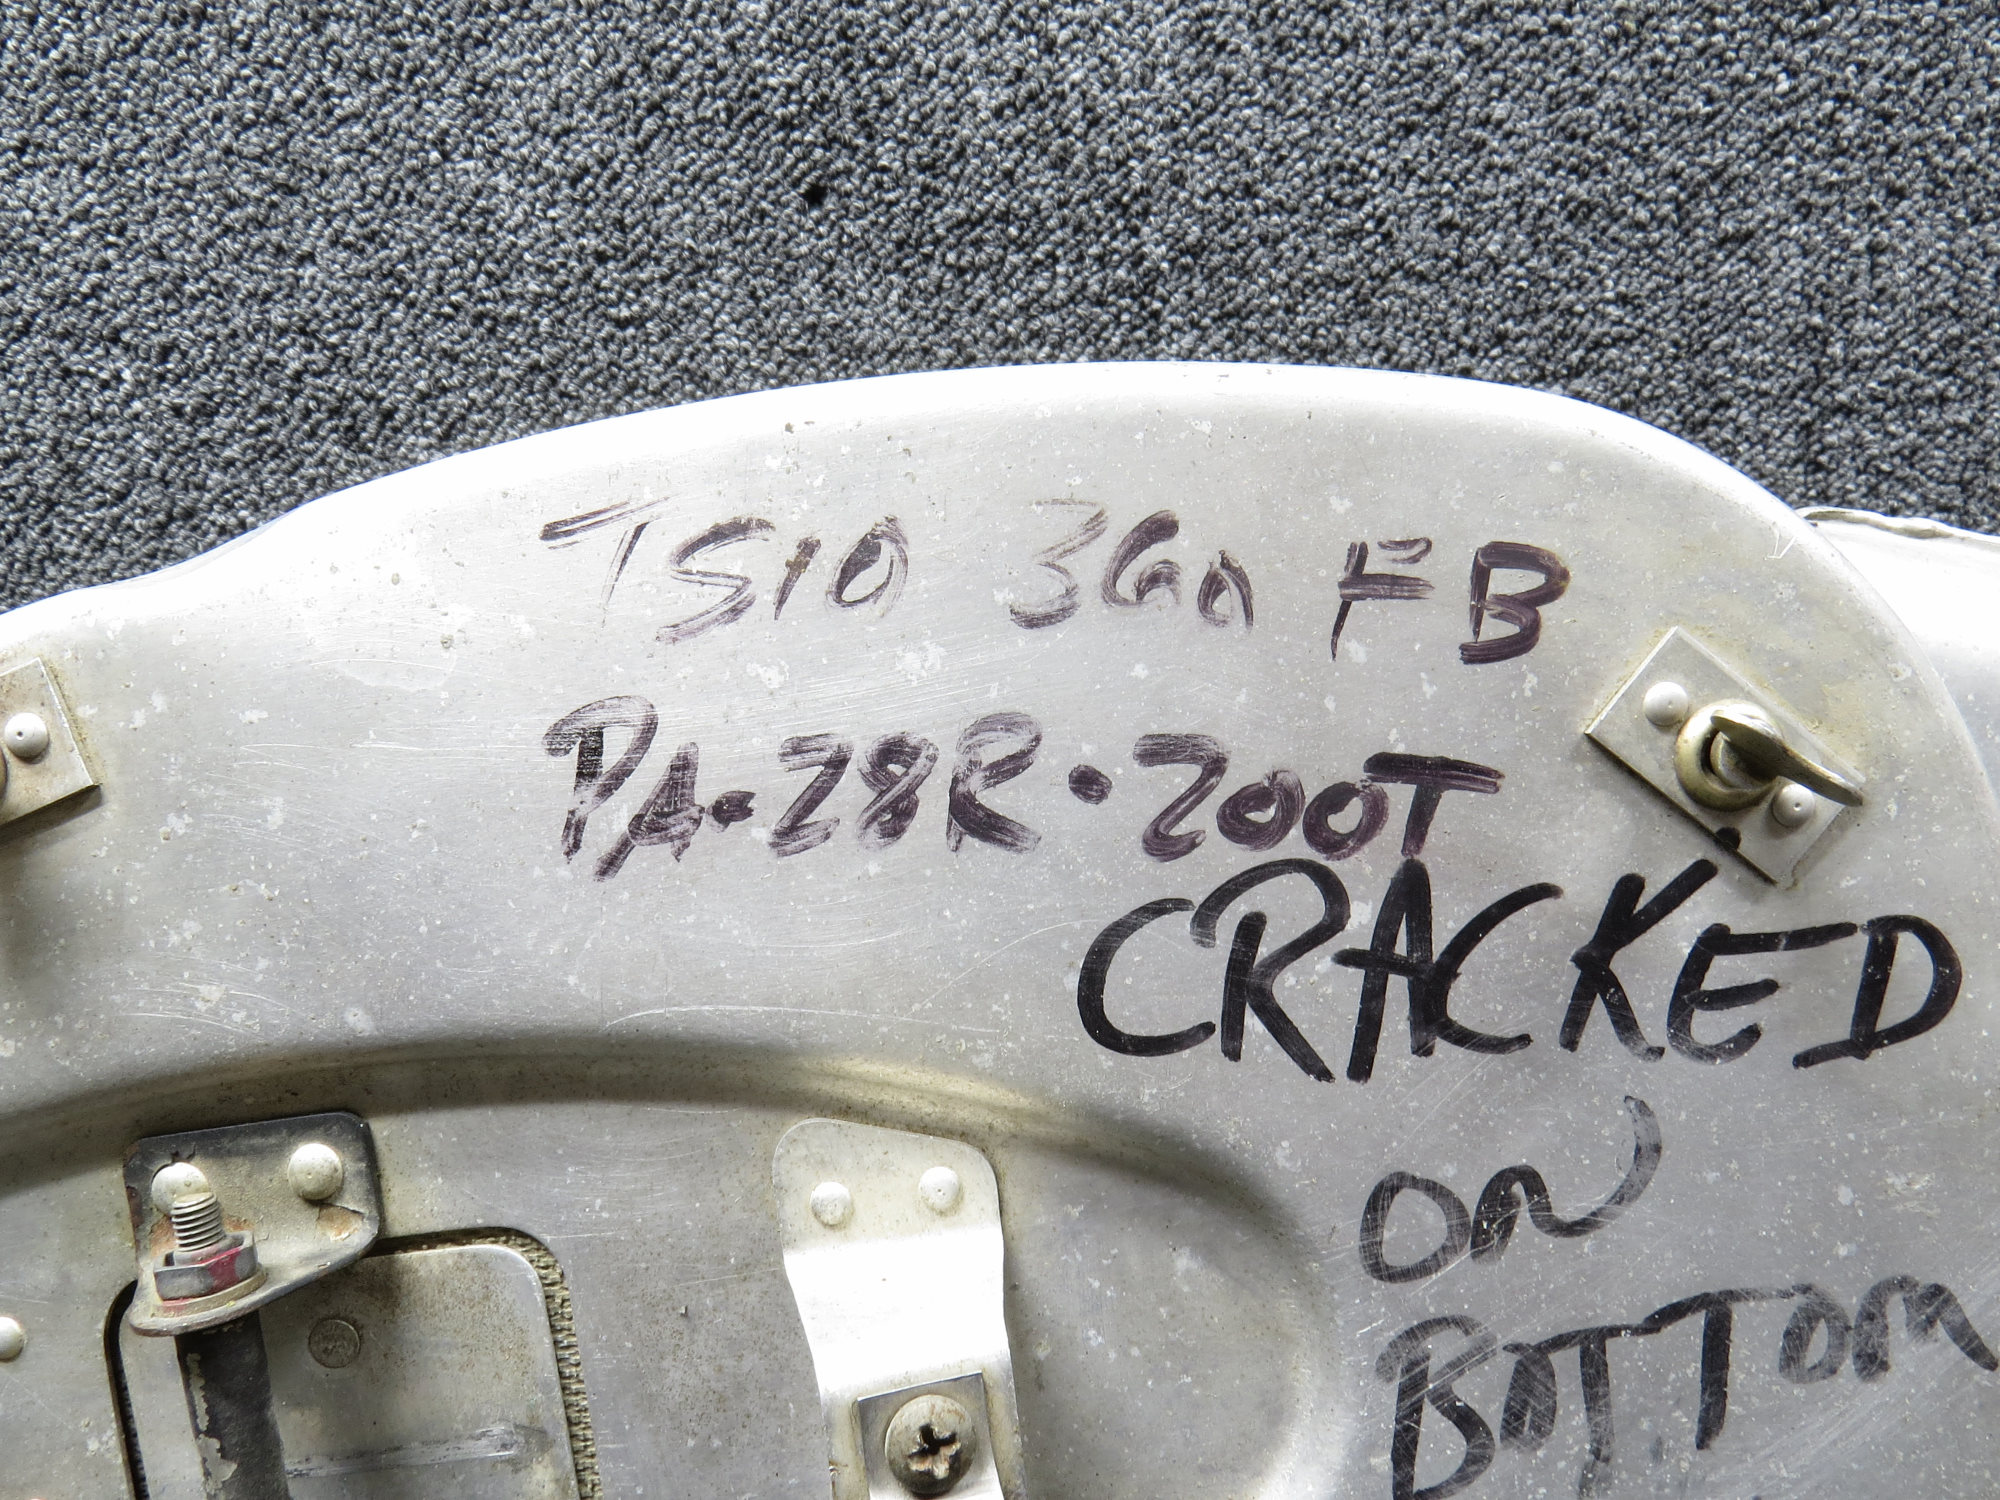 TSIO 360 FB
PA-28R-200T
CRACKED
ON
BOTTOM